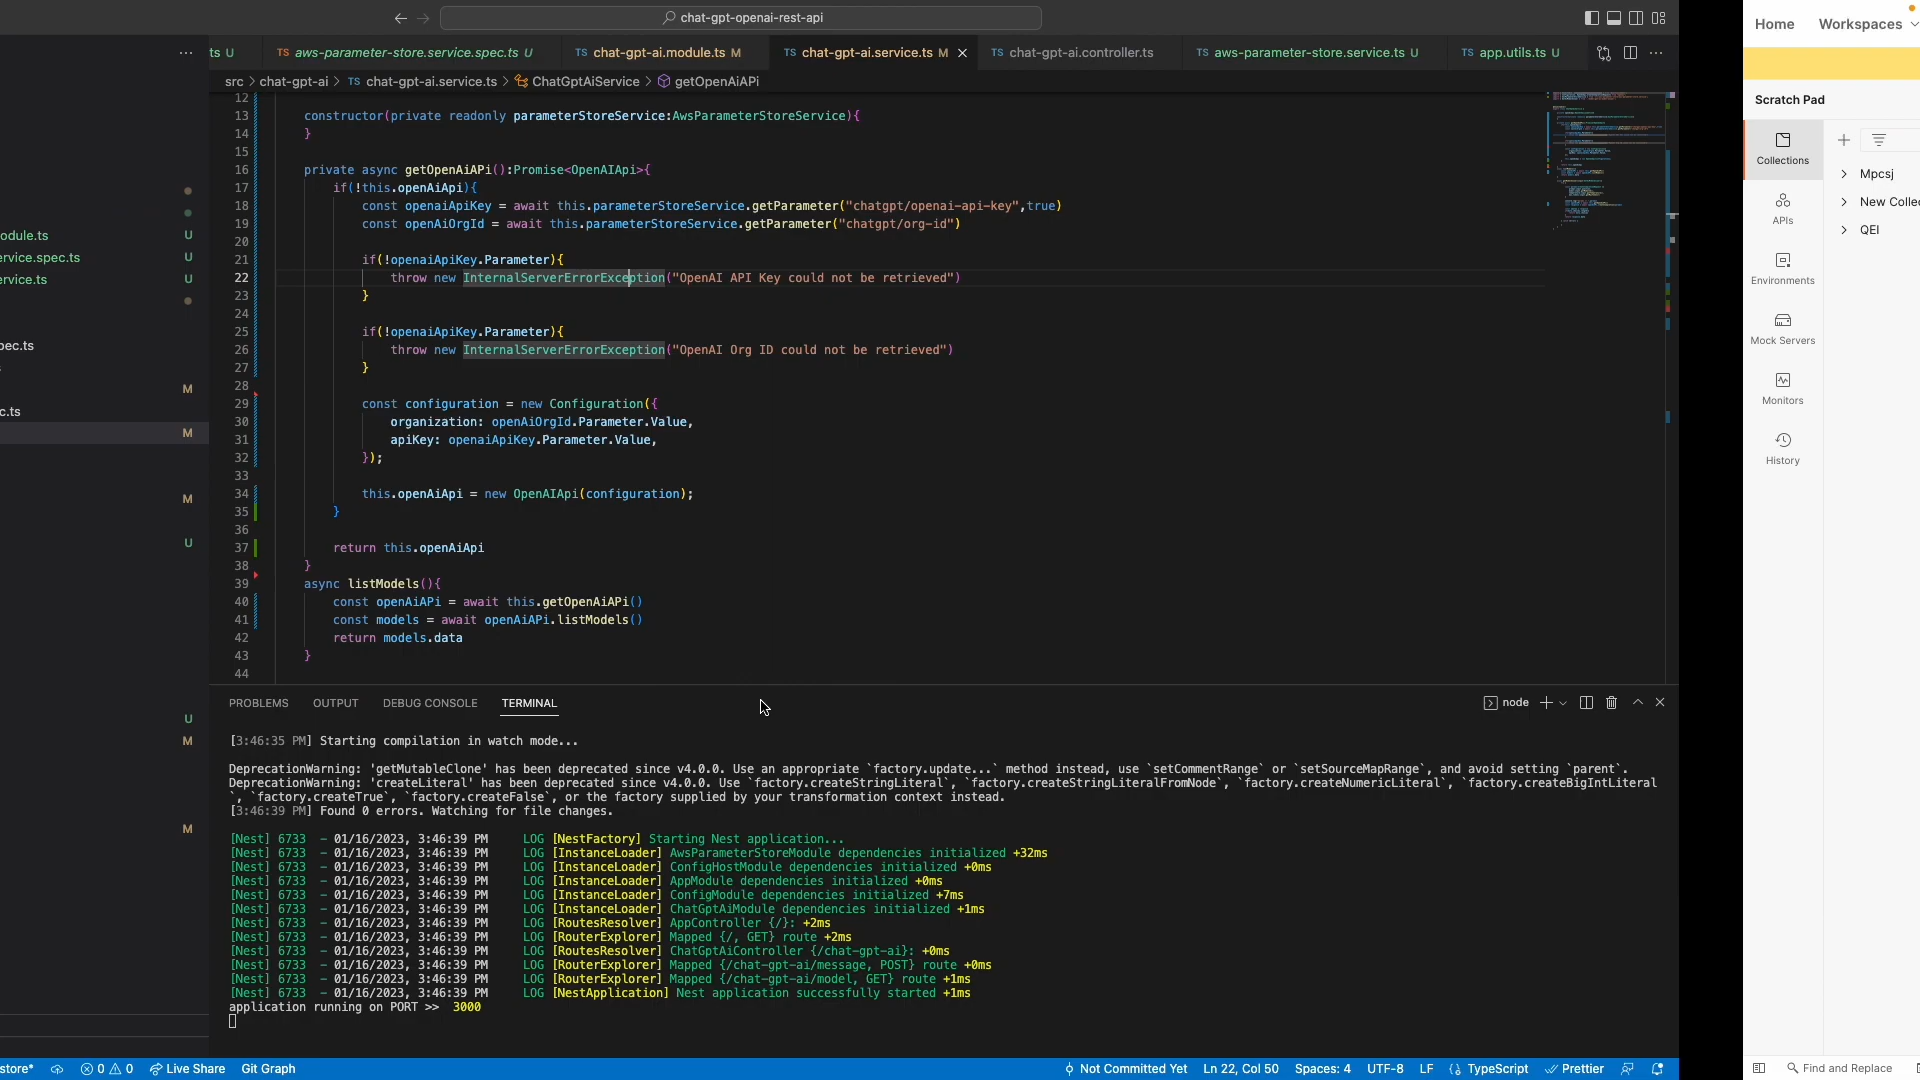 chat-gpt-openai-rest-api
Home Workspaces
ts U
TS aws-parameter-store.service.spec.ts U
TS chat-gpt-ai.module.ts M
TS chat-gpt-ai.service.ts M
TS chat-gpt-ai.controller.ts
TS aws-parameter-store.service.ts U
TS app.utils.ts U
src > chat-gpt-ai > TS chat-gpt-ai.service.ts > ChatGptAiService > getOpenAiAPi
12
13 constructor(private readonly parameterStoreService:AwsParameterStoreService){
14 }
15
16 private async getOpenAiAPi():Promise<OpenAIApi>{
17 if(!this.openAiApi){
18 const openaiApiKey = await this.parameterStoreService.getParameter("chatgpt/openai-api-key",true)
19 const openAiOrgId = await this.parameterStoreService.getParameter("chatgpt/org-id")
20
21 if(!openaiApiKey.Parameter){
22 throw new InternalServerErrorException("OpenAI API Key could not be retrieved")
23 }
24
25 if(!openaiApiKey.Parameter){
26 throw new InternalServerErrorException("OpenAI Org ID could not be retrieved")
27 }
28
29 const configuration = new Configuration({
30 organization: openAiOrgId.Parameter.Value,
31 apiKey: openaiApiKey.Parameter.Value,
32 });
33
34 this.openAiApi = new OpenAIApi(configuration);
35 }
36
37 return this.openAiApi
38 }
39 async listModels(){
40 const openAiAPi = await this.getOpenAiAPi()
41 const models = await openAiAPi.listModels()
42 return models.data
43 }
44
odule.ts U
ervice.spec.ts U
ervice.ts U
pec.ts
M
c.ts
M
M
U
U
M
M
PROBLEMS OUTPUT DEBUG CONSOLE TERMINAL
node
[3:46:35 PM] Starting compilation in watch mode...
DeprecationWarning: 'getMutableClone' has been deprecated since v4.0.0. Use an appropriate `factory.update...` method instead, use `setCommentRange` or `setSourceMapRange`, and avoid setting `parent`.
DeprecationWarning: 'createLiteral' has been deprecated since v4.0.0. Use `factory.createStringLiteral`, `factory.createStringLiteralFromNode`, `factory.createNumericLiteral`, `factory.createBigIntLiteral
`, `factory.createTrue`, `factory.createFalse`, or the factory supplied by your transformation context instead.
[3:46:39 PM] Found 0 errors. Watching for file changes.
[Nest] 6733 - 01/16/2023, 3:46:39 PM LOG [NestFactory] Starting Nest application...
[Nest] 6733 - 01/16/2023, 3:46:39 PM LOG [InstanceLoader] AwsParameterStoreModule dependencies initialized +32ms
[Nest] 6733 - 01/16/2023, 3:46:39 PM LOG [InstanceLoader] ConfigHostModule dependencies initialized +0ms
[Nest] 6733 - 01/16/2023, 3:46:39 PM LOG [InstanceLoader] AppModule dependencies initialized +0ms
[Nest] 6733 - 01/16/2023, 3:46:39 PM LOG [InstanceLoader] ConfigModule dependencies initialized +7ms
[Nest] 6733 - 01/16/2023, 3:46:39 PM LOG [InstanceLoader] ChatGptAiModule dependencies initialized +1ms
[Nest] 6733 - 01/16/2023, 3:46:39 PM LOG [RoutesResolver] AppController {/}: +2ms
[Nest] 6733 - 01/16/2023, 3:46:39 PM LOG [RouterExplorer] Mapped {/, GET} route +2ms
[Nest] 6733 - 01/16/2023, 3:46:39 PM LOG [RoutesResolver] ChatGptAiController {/chat-gpt-ai}: +0ms
[Nest] 6733 - 01/16/2023, 3:46:39 PM LOG [RouterExplorer] Mapped {/chat-gpt-ai/message, POST} route +0ms
[Nest] 6733 - 01/16/2023, 3:46:39 PM LOG [RouterExplorer] Mapped {/chat-gpt-ai/model, GET} route +1ms
[Nest] 6733 - 01/16/2023, 3:46:39 PM LOG [NestApplication] Nest application successfully started +1ms
application running on PORT >> 3000
store* 0 0 Live Share Git Graph
Not Committed Yet Ln 22, Col 50 Spaces: 4 UTF-8 LF {} TypeScript Prettier
Scratch Pad
Collections
APIs
Environments
Mock Servers
Monitors
History
Mpcsj
New Colle
QEI
Find and Replace